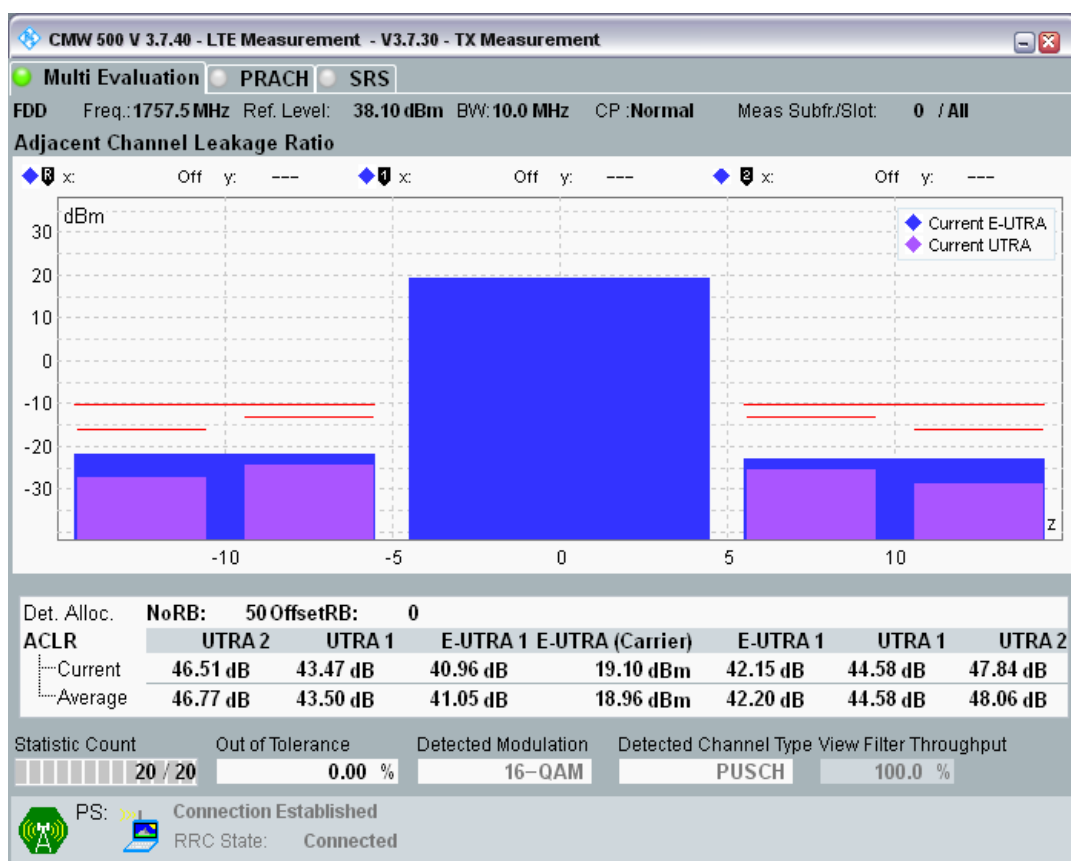 CMW 500 V 3.7.40 - LTE Measurement - V3.7.30 - TX Measurement
Multi Evaluation PRACH SRS
FDD Freq.: 1757.5 MHz Ref. Level: 38.10 dBm BW: 10.0 MHz CP :Normal Meas Subfr./Slot: 0 / All
Adjacent Channel Leakage Ratio
R x: Off y: --- 1 x: Off y: --- 2 x: Off y: ---
dBm
Current E-UTRA
Current UTRA
30
20
10
0
-10
-20
-30
z
-10 -5 0 5 10
Det. Alloc. NoRB: 50 OffsetRB: 0
ACLR UTRA 2 UTRA 1 E-UTRA 1 E-UTRA (Carrier) E-UTRA 1 UTRA 1 UTRA 2
Current 46.51 dB 43.47 dB 40.96 dB 19.10 dBm 42.15 dB 44.58 dB 47.84 dB
Average 46.77 dB 43.50 dB 41.05 dB 18.96 dBm 42.20 dB 44.58 dB 48.06 dB
Statistic Count Out of Tolerance Detected Modulation Detected Channel Type View Filter Throughput
20 / 20 0.00 % 16-QAM PUSCH 100.0 %
PS: Connection Established
RRC State: Connected